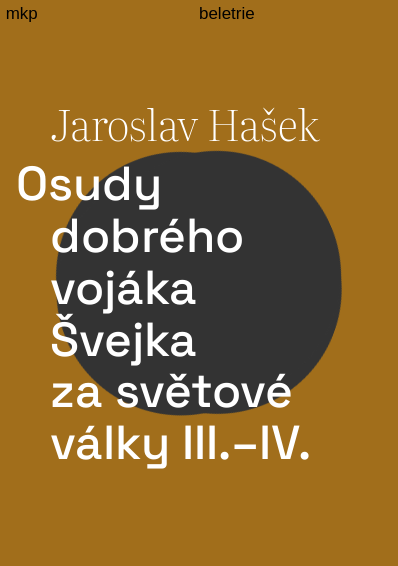 mkp
beletrie
Jaroslav Hašek
Osudy
dobrého
vojáka
Švejka
za světové
války III.–IV.